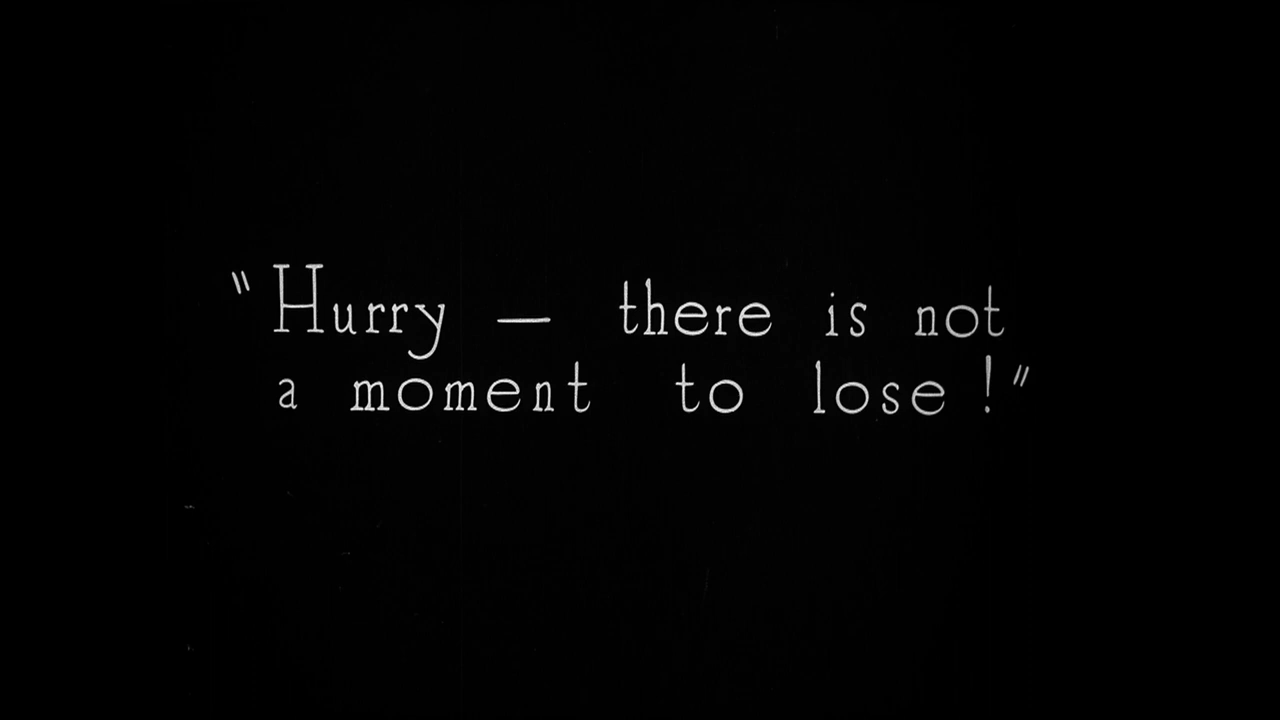 "Hurry — there is not
a moment to lose!"